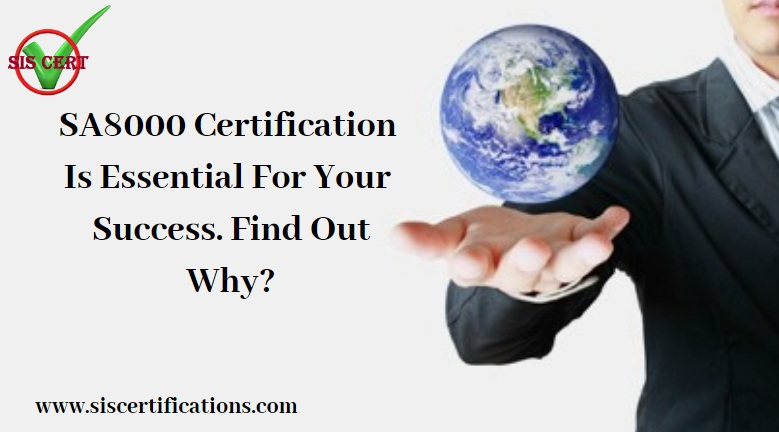 SIS CERT
SA8000 Certification
Is Essential For Your
Success. Find Out
Why?
www.siscertifications.com